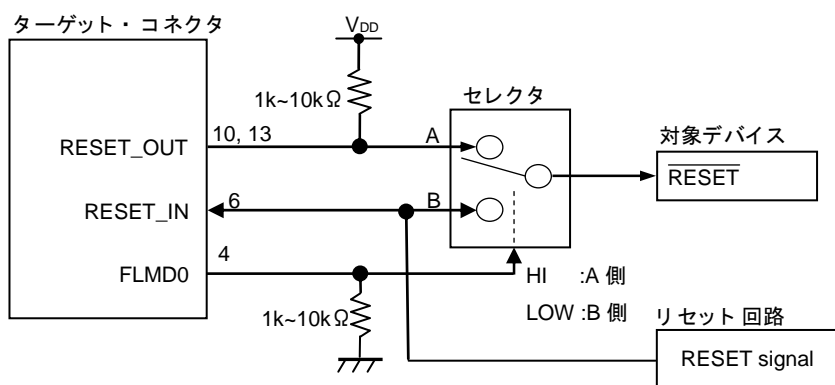 ターゲット・コネクタ
VDD
1k~10kΩ
セレクタ
RESET_OUT
10, 13
A
対象デバイス
RESET
RESET_IN
6
B
FLMD0
4
HI :A 側
LOW :B 側
1k~10kΩ
リセット 回路
RESET signal